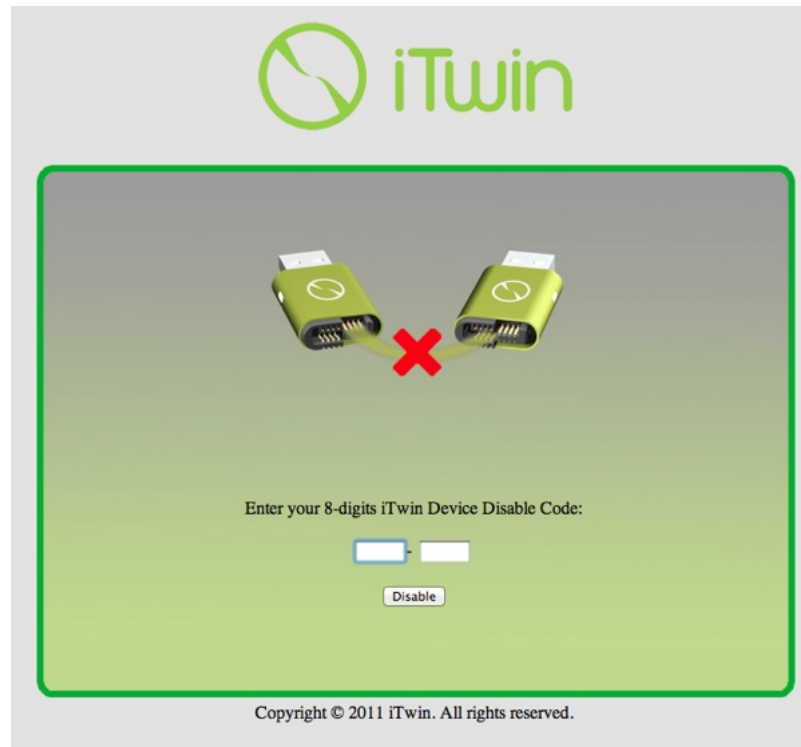 iTwin
Enter your 8-digits iTwin Device Disable Code:
-
Disable
Copyright © 2011 iTwin. All rights reserved.